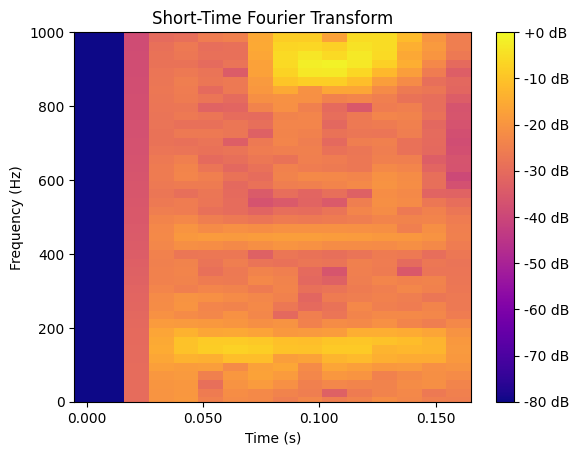 Short-Time Fourier Transform
Frequency (Hz)
1000
800
600
400
200
0
0.000
0.050
0.100
0.150
Time (s)
+0 dB
-10 dB
-20 dB
-30 dB
-40 dB
-50 dB
-60 dB
-70 dB
-80 dB